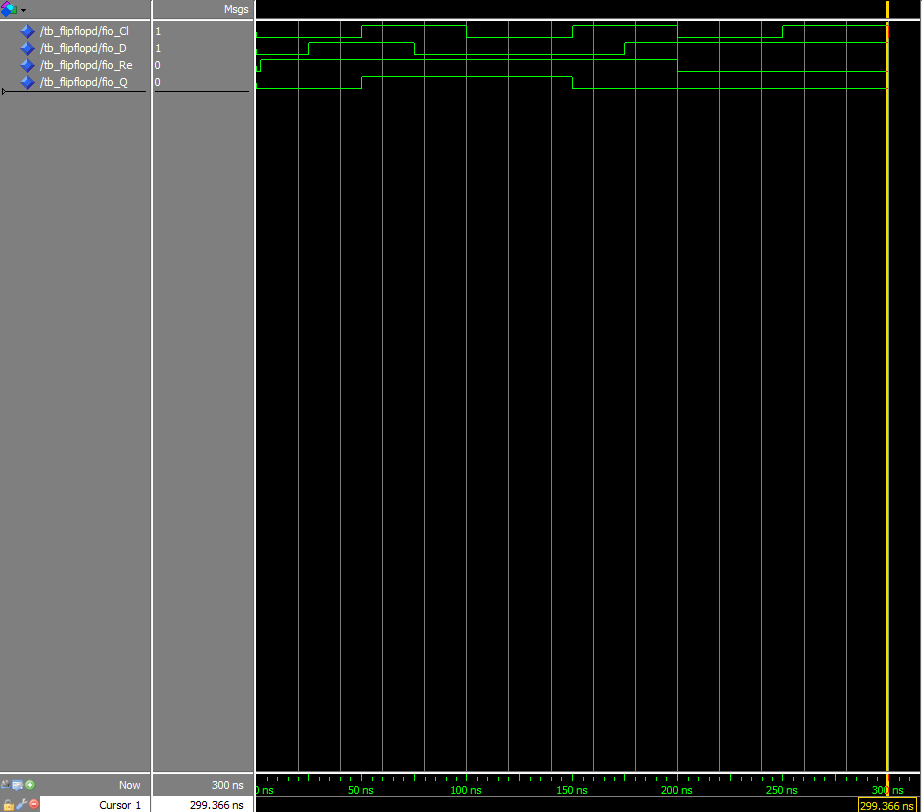 Msgs
/tb_flipflopd/fio_Cl 1
/tb_flipflopd/fio_D 1
/tb_flipflopd/fio_Re 0
/tb_flipflopd/fio_Q 0
Now 300 ns 0 ns 50 ns 100 ns 150 ns 200 ns 250 ns 300 ns
Cursor 1 299.366 ns 299.366 ns